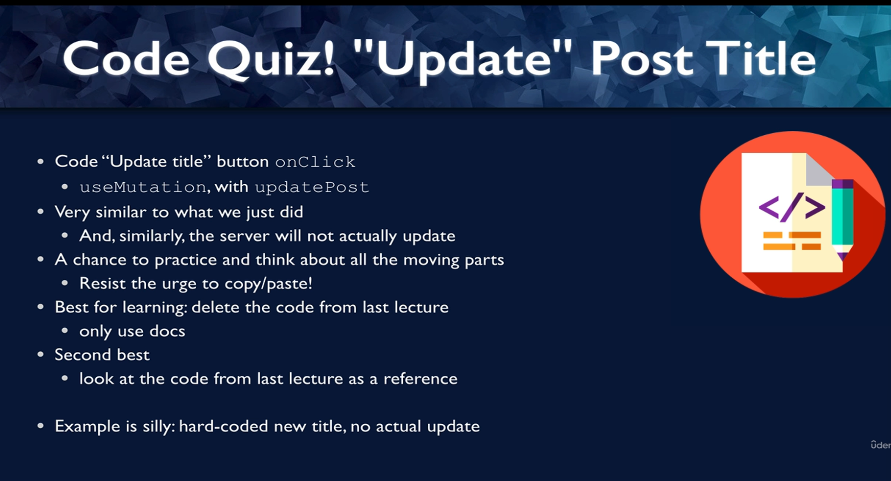 Code Quiz! "Update" Post Title
• Code “Update title” button onClick
• useMutation, with updatePost
• Very similar to what we just did
• And, similarly, the server will not actually update
• A chance to practice and think about all the moving parts
• Resist the urge to copy/paste!
• Best for learning: delete the code from last lecture
• only use docs
• Second best
• look at the code from last lecture as a reference
• Example is silly: hard-coded new title, no actual update